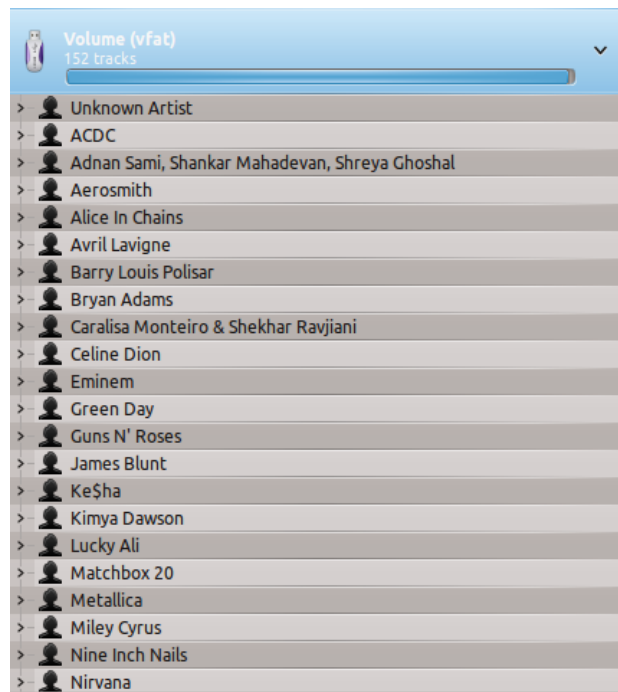 Volume (vfat)
152 tracks
Unknown Artist
ACDC
Adnan Sami, Shankar Mahadevan, Shreya Ghoshal
Aerosmith
Alice In Chains
Avril Lavigne
Barry Louis Polisar
Bryan Adams
Caralisa Monteiro & Shekhar Ravjiani
Celine Dion
Eminem
Green Day
Guns N' Roses
James Blunt
Ke$ha
Kimya Dawson
Lucky Ali
Matchbox 20
Metallica
Miley Cyrus
Nine Inch Nails
Nirvana